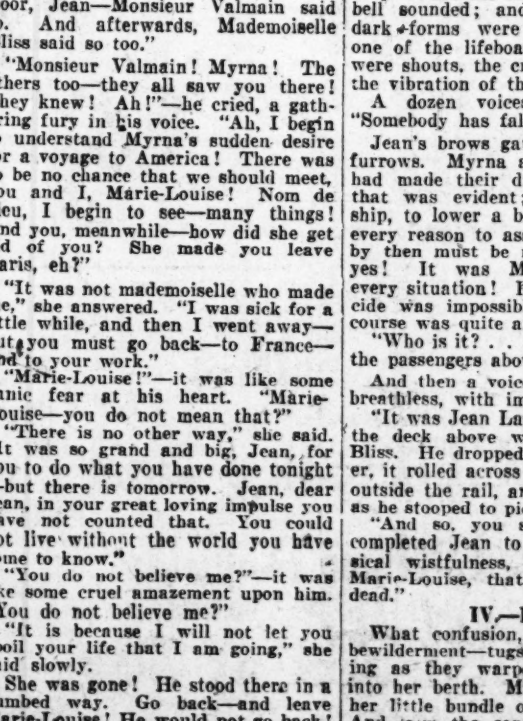 oor, Jean—Monsieur Valmain said
. And afterwards, Mademoiselle
liss said so too."
"Monsieur Valmain! Myrna! The
thers too—they all saw you there!
hey knew! Ah!"—he cried, a gath-
ring fury in his voice. "Ah, I begin
understand Myrna's sudden desire
r a voyage to America! There was
be no chance that we should meet,
ou and I, Marie-Louise! Nom de
ieu, I begin to see—many things!
nd you, meanwhile—how did she get
d of you? She made you leave
aris, eh?"
"It was not mademoiselle who made
e," she answered. "I was sick for a
ttle while, and then I went away—
ut you must go back—to France—
nd to your work."
"Marie-Louise!"—it was like some
anic fear at his heart. "Marie-
ouise—you do not mean that?"
"There is no other way," she said.
It was so grand and big, Jean, for
ou to do what you have done tonight
-but there is tomorrow. Jean, dear
ean, in your great loving impulse you
ave not counted that. You could
ot live without the world you have
ome to know."
"You do not believe me?"—it was
ke some cruel amazement upon him.
You do not believe me?"
"It is because I will not let you
poil your life that I am going," she
aid slowly.
She was gone! He stood there in a
umbed way. Go back—and leave
arie-Louise! He would not go back!
bell sounded; and
dark forms were
one of the lifeboa
were shouts, the cr
the vibration of th
A dozen voices
"Somebody has fal
Jean's brows ga
furrows. Myrna a
had made their d
that was evident;
ship, to lower a b
every reason to as
by then must be
yes! It was M
every situation!
cide was impossib
course was quite a
"Who is it? . .
the passengers abo
And then a voic
breathless, with im
"It was Jean La
the deck above w
Bliss. He dropped
er, it rolled across
outside the rail, a
as he stooped to pi
"And so, you s
completed Jean to
sical wistfulness,
Marie-Louise, that
dead."
IV.—
What confusion,
bewilderment—tugs
ing as they warp
into her berth. M
her little bundle o